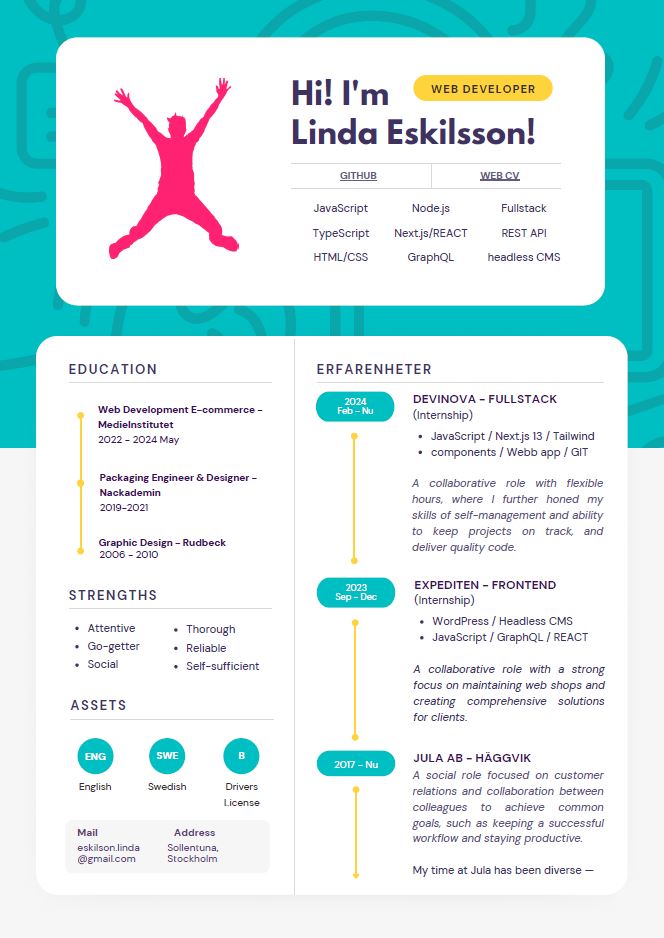 Hi! I'm
WEB DEVELOPER
Linda Eskilsson!
GITHUB
WEB CV
JavaScript
Node.js
Fullstack
TypeScript
Next.js/REACT
REST API
HTML/CSS
GraphQL
headless CMS
EDUCATION
Web Development E-commerce –
MedieInstitutet
2022 – 2024 May
Packaging Engineer & Designer –
Nackademin
2019-2021
Graphic Design – Rudbeck
2006 – 2010
STRENGTHS
• Attentive
• Go-getter
• Social
• Thorough
• Reliable
• Self-sufficient
ASSETS
ENG
English
SWE
Swedish
B
Drivers
License
Mail
eskilson.linda
@gmail.com
Address
Sollentuna,
Stockholm
ERFARENHETER
2024
Feb – Nu
DEVINOVA – FULLSTACK
(Internship)
• JavaScript / Next.js 13 / Tailwind
• components / Webb app / GIT
A collaborative role with flexible
hours, where I further honed my
skills of self-management and ability
to keep projects on track, and
deliver quality code.
2023
Sep – Dec
EXPEDITEN – FRONTEND
(Internship)
• WordPress / Headless CMS
• JavaScript / GraphQL / REACT
A collaborative role with a strong
focus on maintaining web shops and
creating comprehensive solutions
for clients.
2017 – Nu
JULA AB – HÄGGVIK
A social role focused on customer
relations and collaboration between
colleagues to achieve common
goals, such as keeping a successful
workflow and staying productive.
My time at Jula has been diverse —